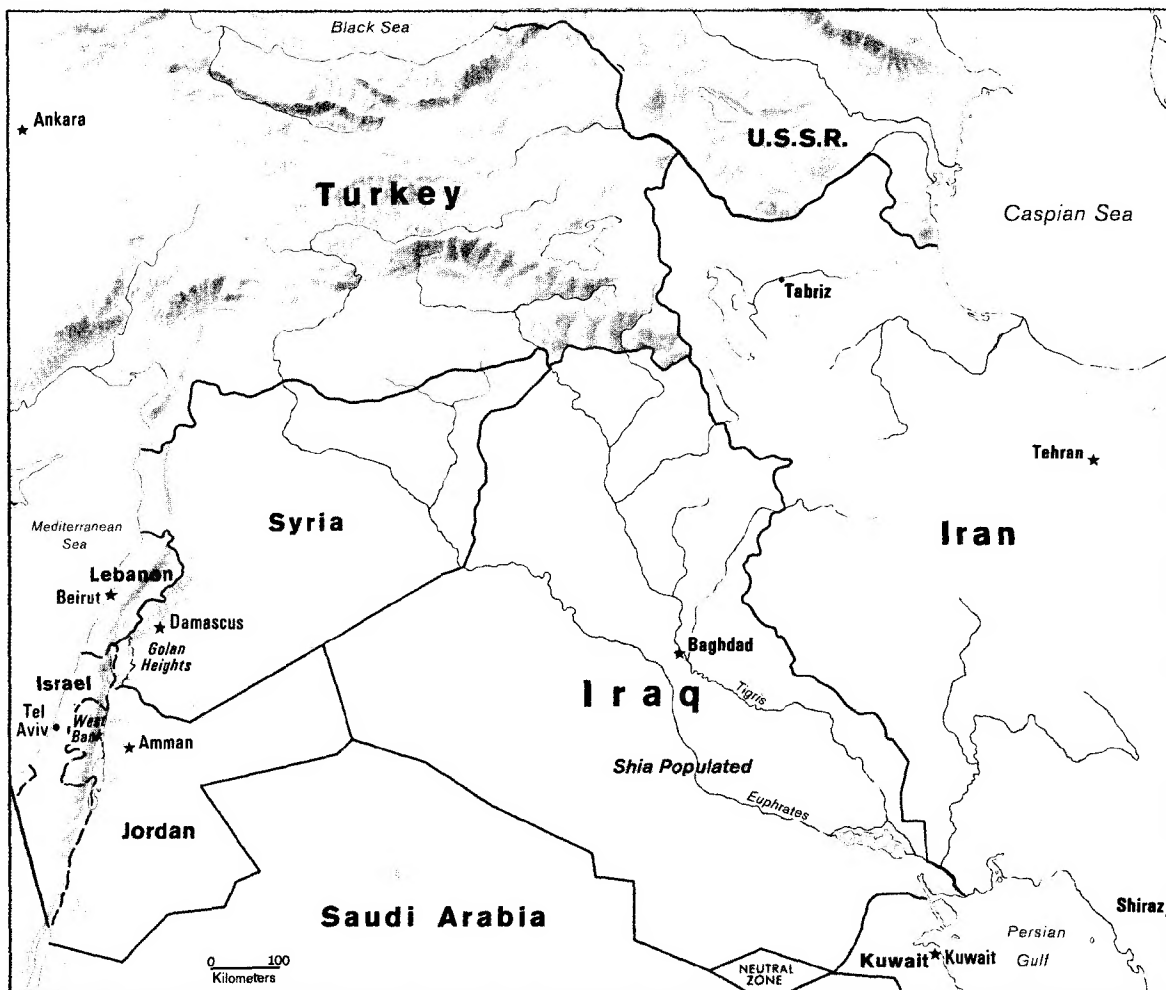 Black Sea
Ankara
U.S.S.R.
Turkey
Caspian Sea
Tabriz
Tehran
Mediterranean
Sea
Syria
Iran
Lebanon
Beirut
Damascus
Golan
Heights
Baghdad
Israel
Iraq
Tigris
Tel
Aviv
West
Bank
Amman
Shia Populated
Euphrates
Jordan
Saudi Arabia
Shiraz
Persian
Gulf
Kuwait
Kuwait
NEUTRAL
ZONE
0 100
Kilometers